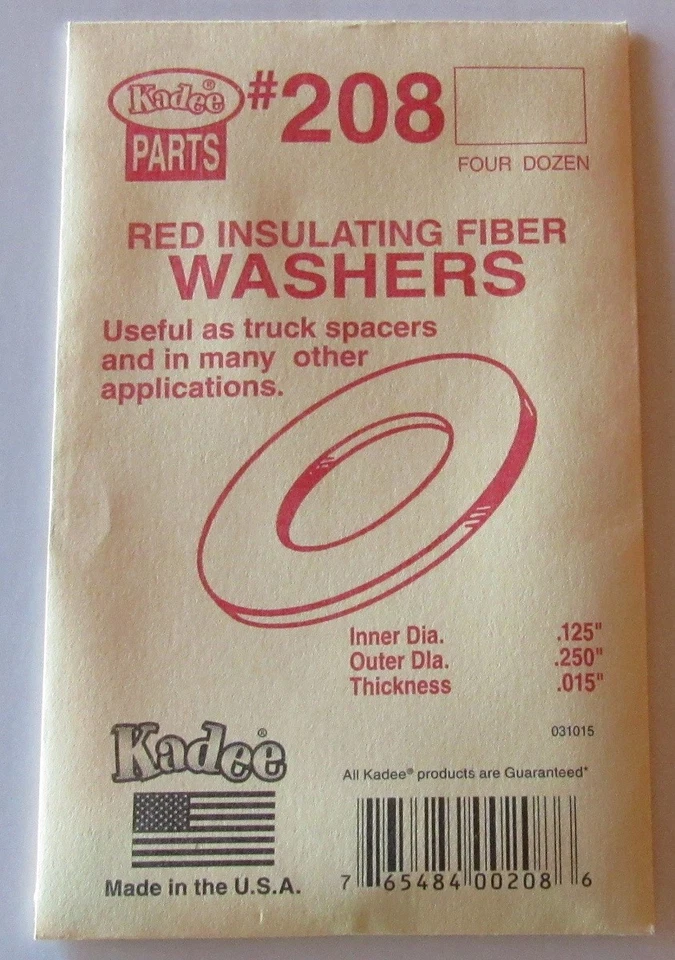 Kadee®
PARTS
#208
FOUR DOZEN
RED INSULATING FIBER
WASHERS
Useful as truck spacers
and in many other
applications.
Inner Dia. .125"
Outer DIa. .250"
Thickness .015"
031015
Kadee®
All Kadee® products are Guaranteed*
Made in the U.S.A.
7 65484 00208 6